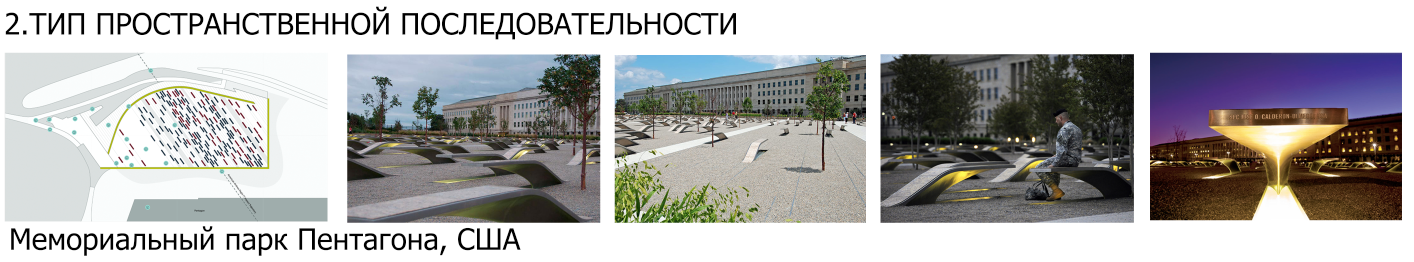 2.ТИП ПРОСТРАНСТВЕННОЙ ПОСЛЕДОВАТЕЛЬНОСТИ
Мемориальный парк Пентагона, США